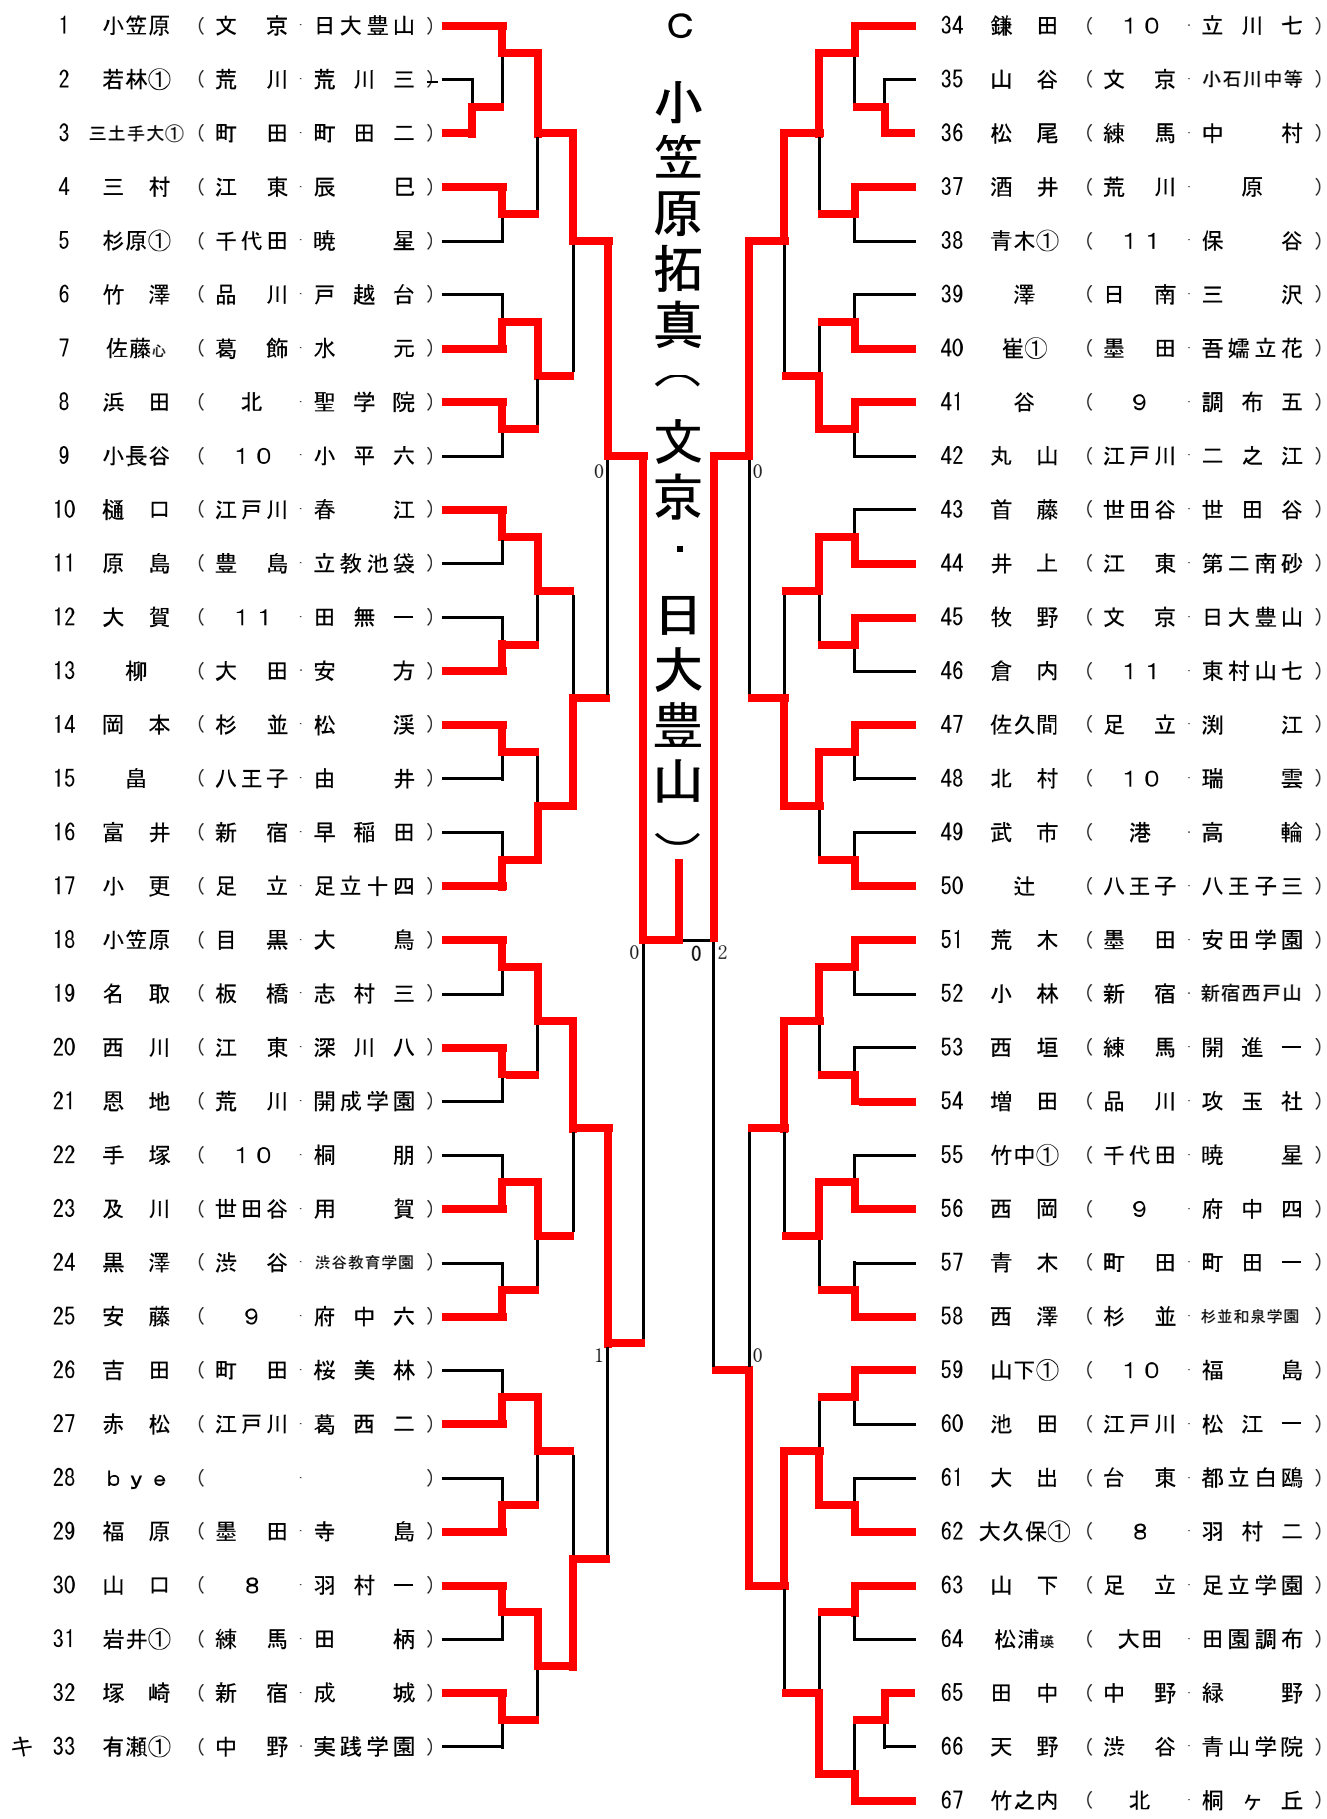 C 小笠原拓真（文京・日大豊山）
1 小笠原 （ 文 京 · 日大豊山 ）
2 若林① （ 荒 川 · 荒 川 三 ）
3 三土手大① （ 町 田 · 町 田 二 ）
4 三 村 （ 江 東 · 辰 巳 ）
5 杉原① （ 千代田 · 暁 星 ）
6 竹 澤 （ 品 川 · 戸 越 台 ）
7 佐藤心 （ 葛 飾 · 水 元 ）
8 浜 田 （ 北 · 聖 学 院 ）
9 小長谷 （ １０ · 小 平 六 ）
10 樋 口 （ 江戸川 · 春 江 ）
11 原 島 （ 豊 島 · 立教池袋 ）
12 大 賀 （ １１ · 田 無 一 ）
13 柳 （ 大 田 · 安 方 ）
14 岡 本 （ 杉 並 · 松 渓 ）
15 畠 （ 八王子 · 由 井 ）
16 富 井 （ 新 宿 · 早 稲 田 ）
17 小 更 （ 足 立 · 足立十四 ）
18 小笠原 （ 目 黒 · 大 鳥 ）
19 名 取 （ 板 橋 · 志 村 三 ）
20 西 川 （ 江 東 · 深 川 八 ）
21 恩 地 （ 荒 川 · 開成学園 ）
22 手 塚 （ １０ · 桐 朋 ）
23 及 川 （ 世田谷 · 用 賀 ）
24 黒 澤 （ 渋 谷 · 渋谷教育学園 ）
25 安 藤 （ ９ · 府 中 六 ）
26 吉 田 （ 町 田 · 桜 美 林 ）
27 赤 松 （ 江戸川 · 葛 西 二 ）
28 ｂｙｅ （ · ）
29 福 原 （ 墨 田 · 寺 島 ）
30 山 口 （ ８ · 羽 村 一 ）
31 岩井① （ 練 馬 · 田 柄 ）
32 塚 崎 （ 新 宿 · 成 城 ）
キ 33 有瀬① （ 中 野 · 実践学園 ）
0
0
0
0
2
1
0
34 鎌 田 （ １０ · 立 川 七 ）
35 山 谷 （ 文 京 · 小石川中等 ）
36 松 尾 （ 練 馬 · 中 村 ）
37 酒 井 （ 荒 川 · 原 ）
38 青木① （ １１ · 保 谷 ）
39 澤 （ 日 南 · 三 沢 ）
40 崔① （ 墨 田 · 吾嬬立花 ）
41 谷 （ ９ · 調 布 五 ）
42 丸 山 （ 江戸川 · 二 之 江 ）
43 首 藤 （ 世田谷 · 世 田 谷 ）
44 井 上 （ 江 東 · 第二南砂 ）
45 牧 野 （ 文 京 · 日大豊山 ）
46 倉 内 （ １１ · 東村山七 ）
47 佐久間 （ 足 立 · 渕 江 ）
48 北 村 （ １０ · 瑞 雲 ）
49 武 市 （ 港 · 高 輪 ）
50 辻 （ 八王子 · 八王子三 ）
51 荒 木 （ 墨 田 · 安田学園 ）
52 小 林 （ 新 宿 · 新宿西戸山 ）
53 西 垣 （ 練 馬 · 開 進 一 ）
54 増 田 （ 品 川 · 攻 玉 社 ）
55 竹中① （ 千代田 · 暁 星 ）
56 西 岡 （ ９ · 府 中 四 ）
57 青 木 （ 町 田 · 町 田 一 ）
58 西 澤 （ 杉 並 · 杉並和泉学園 ）
59 山下① （ １０ · 福 島 ）
60 池 田 （ 江戸川 · 松 江 一 ）
61 大 出 （ 台 東 · 都立白鴎 ）
62 大久保① （ ８ · 羽 村 二 ）
63 山 下 （ 足 立 · 足立学園 ）
64 松浦瑛 （ 大田 · 田園調布 ）
65 田 中 （ 中 野 · 緑 野 ）
66 天 野 （ 渋 谷 · 青山学院 ）
67 竹之内 （ 北 · 桐 ヶ 丘 ）